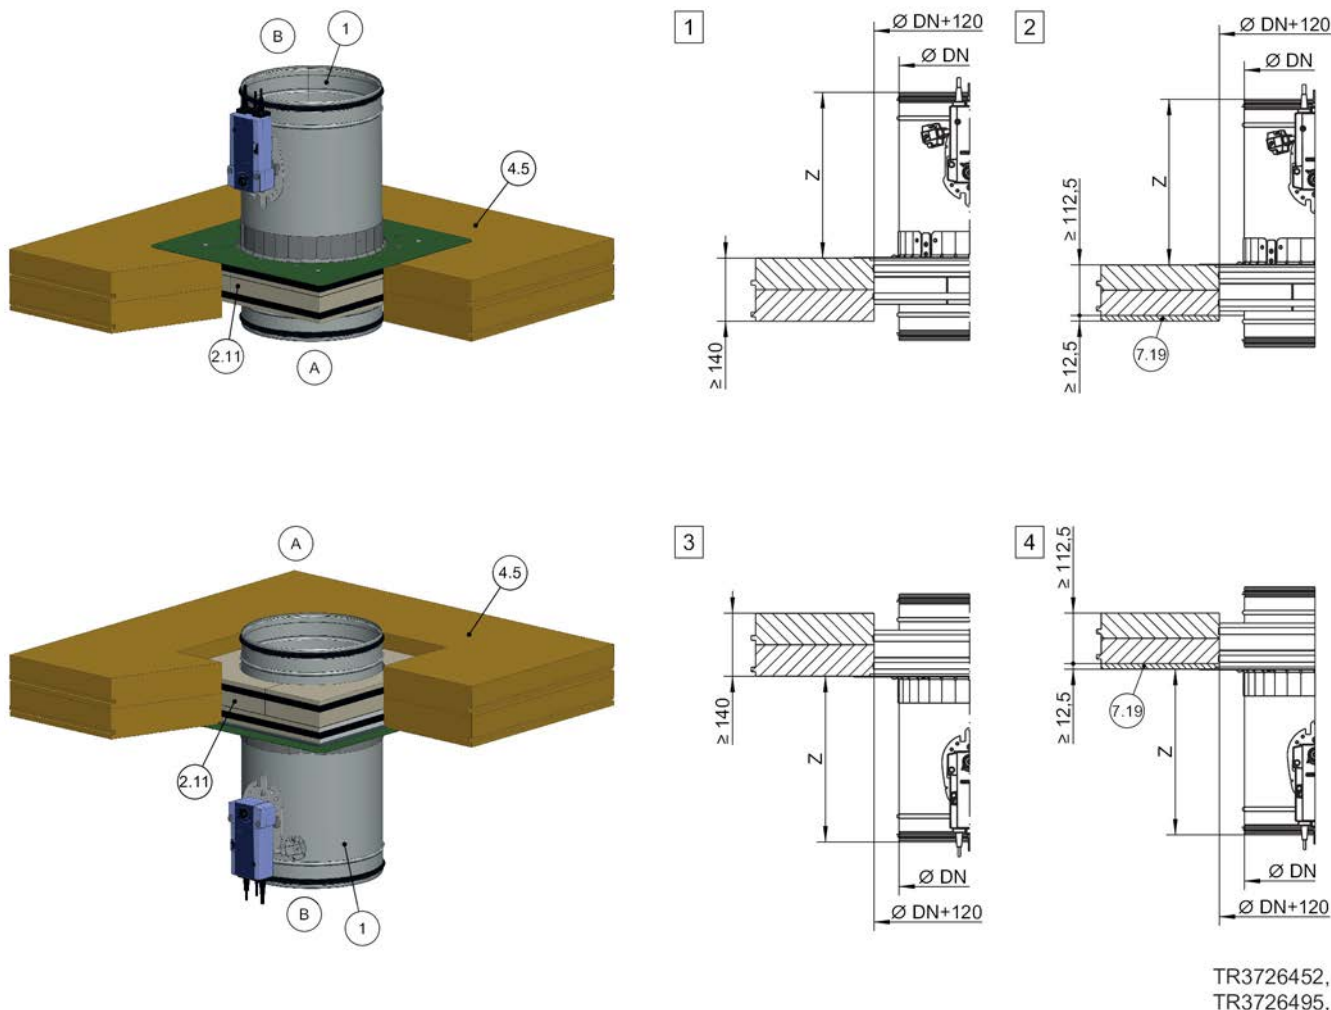 B
1
4.5
2.11
A
1
Ø DN+120
Ø DN
Z
≥ 140
2
Ø DN+120
Ø DN
Z
≥ 112,5
≥ 12,5
7.19
A
4.5
2.11
B
1
3
≥ 140
Z
Ø DN
Ø DN+120
4
≥ 112,5
≥ 12,5
7.19
Z
Ø DN
Ø DN+120
TR3726452,
TR3726495,